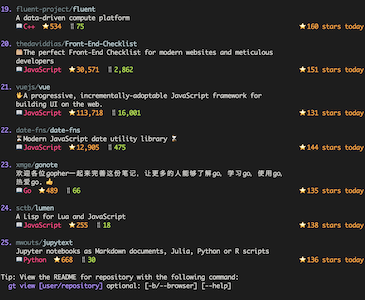 19. fluent-project/fluent
A data-driven compute platform
C++ 534 75 160 stars today
20. thedaviddias/Front-End-Checklist
The perfect Front-End Checklist for modern websites and meticulous
developers
JavaScript 30,571 2,862 151 stars today
21. vuejs/vue
A progressive, incrementally-adoptable JavaScript framework for
building UI on the web.
JavaScript 113,718 16,001 131 stars today
22. date-fns/date-fns
Modern JavaScript date utility library
JavaScript 12,905 475 144 stars today
23. xmge/gonote
欢迎各位gopher一起来完善这份笔记，让更多的人能够了解go，学习go，使用go，
热爱go。
Go 489 66 135 stars today
24. sctb/lumen
A Lisp for Lua and JavaScript
JavaScript 255 18 138 stars today
25. mwouts/jupytext
Jupyter notebooks as Markdown documents, Julia, Python or R scripts
Python 668 30 136 stars today
Tip: View the README for repository with the following command:
gt view [user/repository] optional: [-b/--browser] [--help]